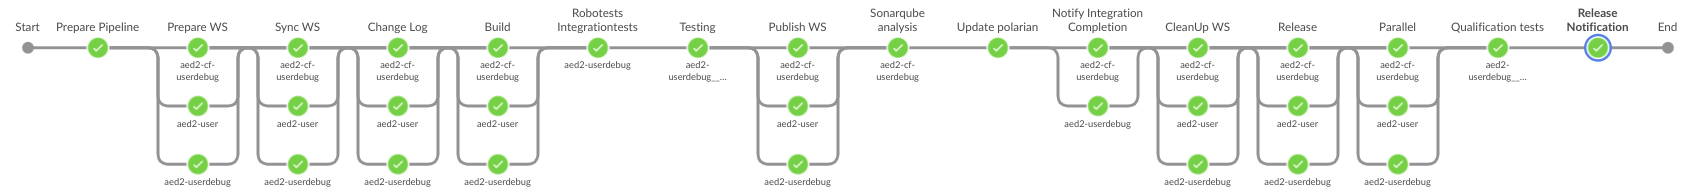 Start
Prepare Pipeline
Prepare WS
Sync WS
Change Log
Build
Robotests
Integrationtests
Testing
Publish WS
Sonarqube
analysis
Update polarian
Notify Integration
Completion
CleanUp WS
Release
Parallel
Qualification tests
Release
Notification
End
aed2-cf-
userdebug
aed2-cf-
userdebug
aed2-cf-
userdebug
aed2-cf-
userdebug
aed2-userdebug
aed2-
userdebug__...
aed2-cf-
userdebug
aed2-cf-
userdebug
aed2-cf-
userdebug
aed2-cf-
userdebug
aed2-cf-
userdebug
aed2-cf-
userdebug
aed2-
userdebug__...
aed2-user
aed2-user
aed2-user
aed2-user
aed2-user
aed2-userdebug
aed2-user
aed2-user
aed2-user
aed2-userdebug
aed2-userdebug
aed2-userdebug
aed2-userdebug
aed2-userdebug
aed2-userdebug
aed2-userdebug
aed2-userdebug